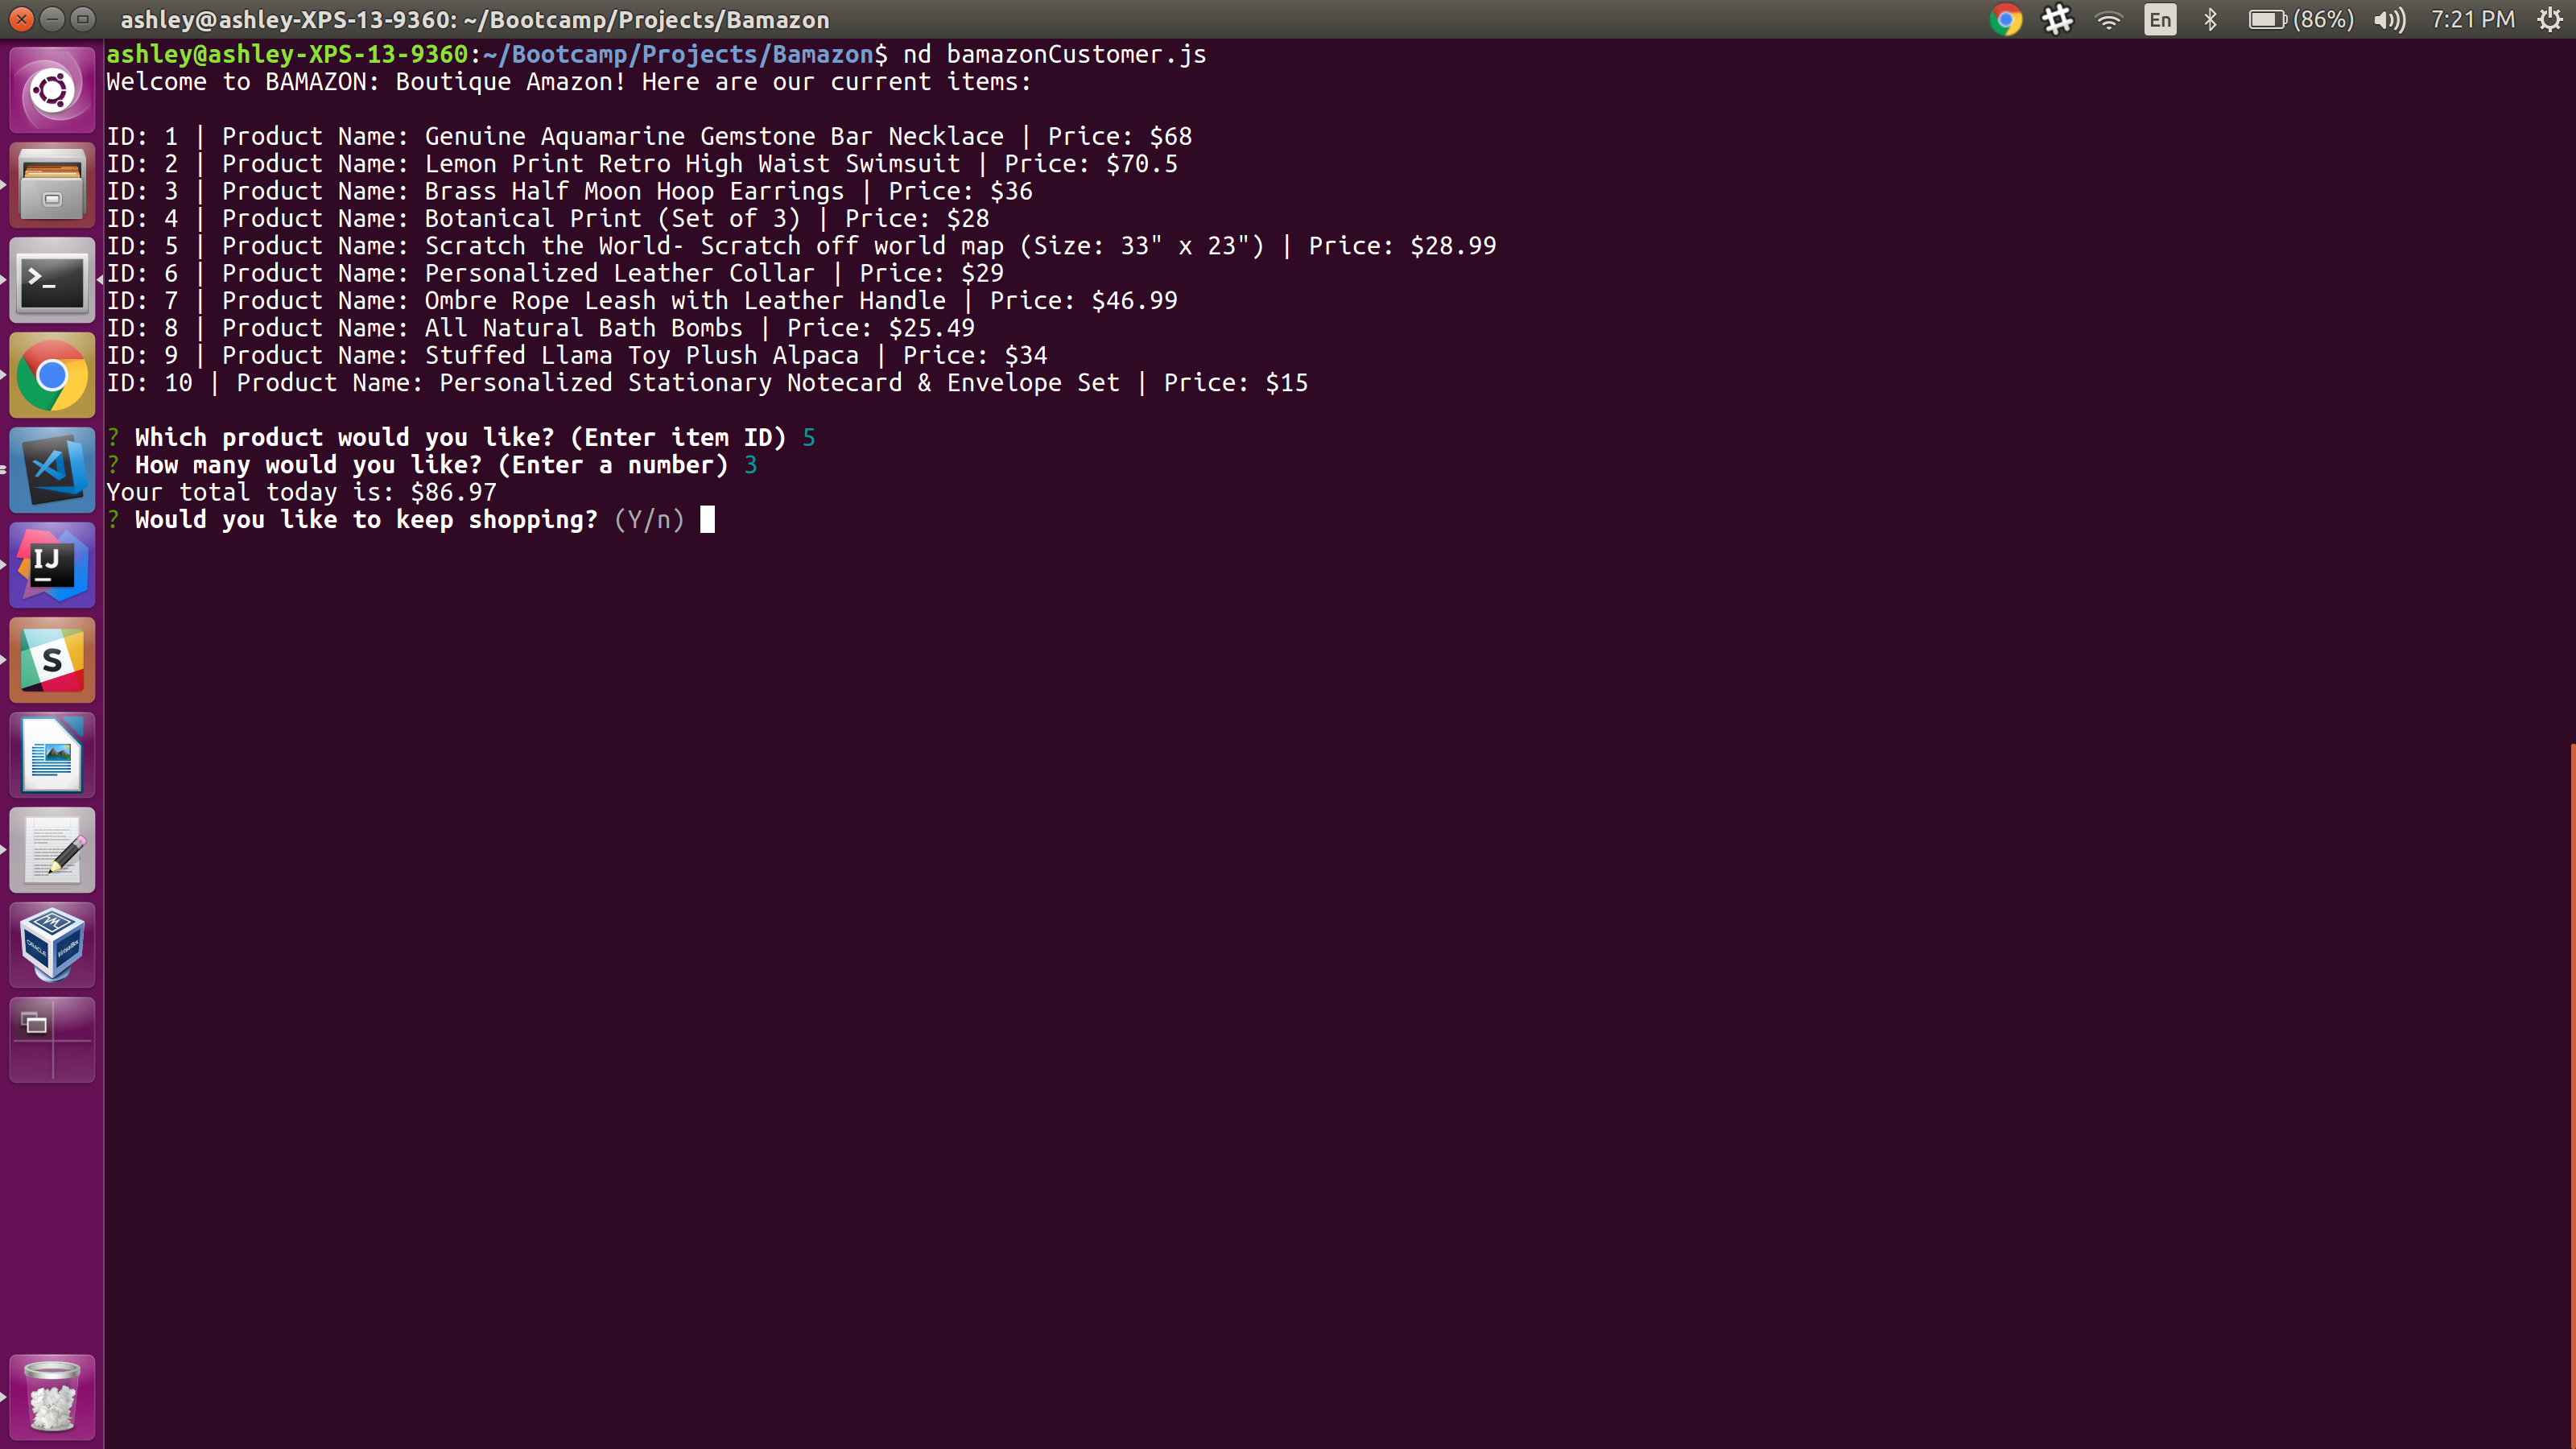 ashley@ashley-XPS-13-9360: ~/Bootcamp/Projects/Bamazon
En
(86%)
7:21 PM
ashley@ashley-XPS-13-9360:~/Bootcamp/Projects/Bamazon$ nd bamazonCustomer.js
Welcome to BAMAZON: Boutique Amazon! Here are our current items:
ID: 1 | Product Name: Genuine Aquamarine Gemstone Bar Necklace | Price: $68
ID: 2 | Product Name: Lemon Print Retro High Waist Swimsuit | Price: $70.5
ID: 3 | Product Name: Brass Half Moon Hoop Earrings | Price: $36
ID: 4 | Product Name: Botanical Print (Set of 3) | Price: $28
ID: 5 | Product Name: Scratch the World- Scratch off world map (Size: 33" x 23") | Price: $28.99
ID: 6 | Product Name: Personalized Leather Collar | Price: $29
ID: 7 | Product Name: Ombre Rope Leash with Leather Handle | Price: $46.99
ID: 8 | Product Name: All Natural Bath Bombs | Price: $25.49
ID: 9 | Product Name: Stuffed Llama Toy Plush Alpaca | Price: $34
ID: 10 | Product Name: Personalized Stationary Notecard & Envelope Set | Price: $15
? Which product would you like? (Enter item ID) 5
? How many would you like? (Enter a number) 3
Your total today is: $86.97
? Would you like to keep shopping? (Y/n)
>_
IJ
S